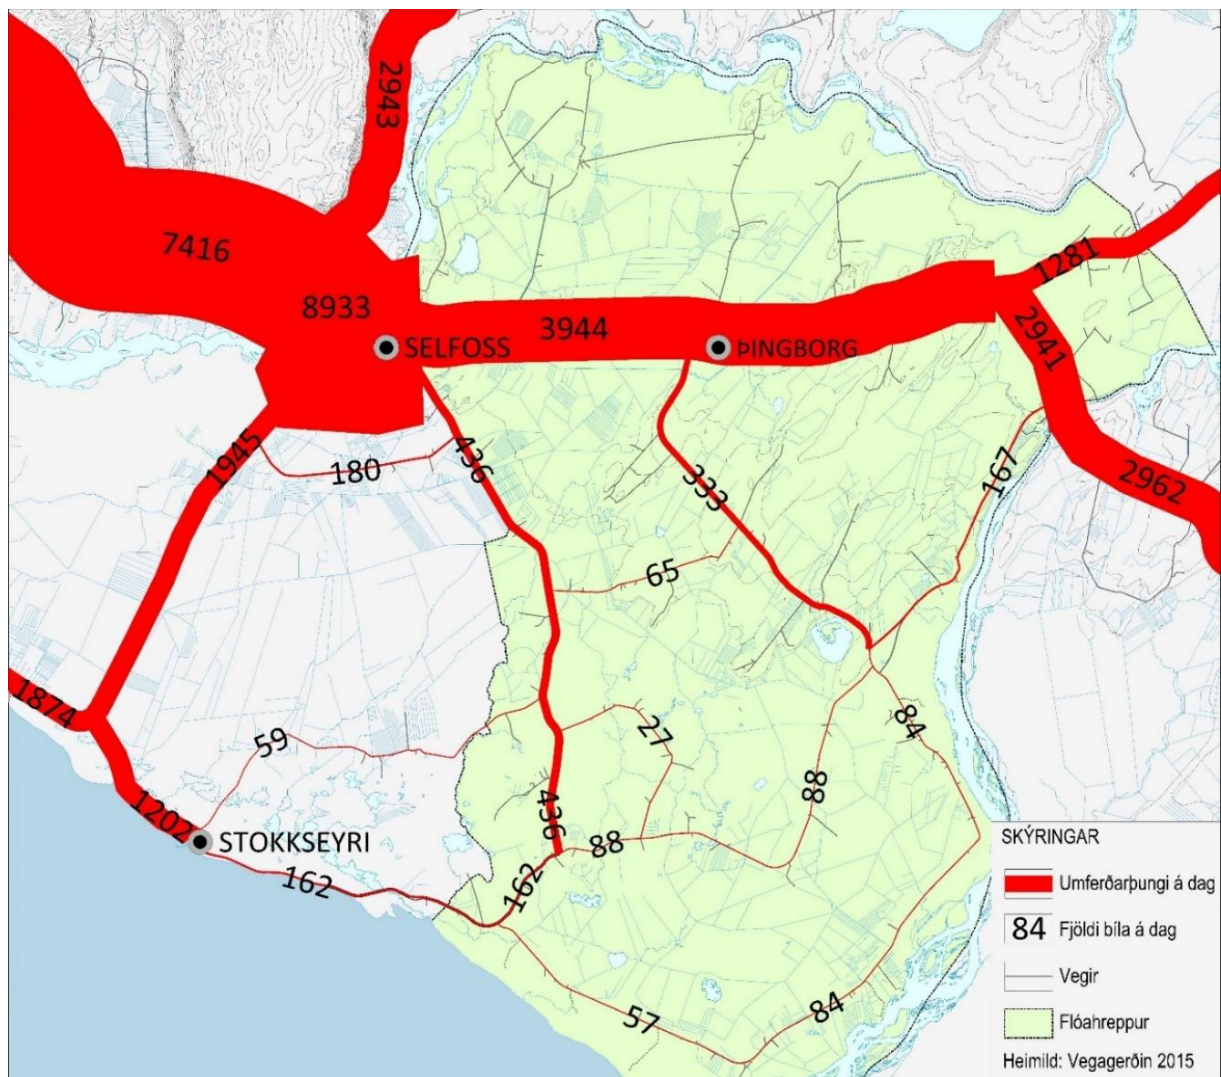 2943
7416
8933
3944
1281
SELFOSS
ÞINGBORG
2941
1945
180
436
333
167
2962
65
1874
59
27
84
88
1202
436
STOKKSEYRI
88
162
162
57
84
SKÝRINGAR
Umferðarþungi á dag
84 Fjöldi bíla á dag
Vegir
Flóahreppur
Heimild: Vegagerðin 2015